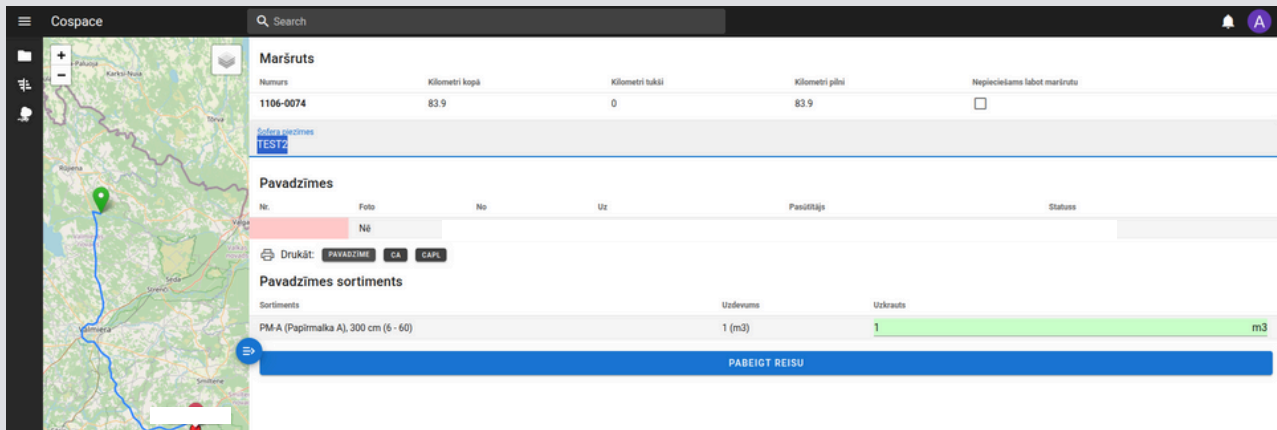 Cospace
Search
A
+
−
Paluoja
Karksi-Nuia
Tõrva
Rūjiena
Valga
Seda
Strenči
Valmiera
Smiltene
Maršruts
Numurs Kilometri kopā Kilometri tukši Kilometri pilni Nepieciešams labot maršrutu
1106-0074 83.9 0 83.9
Šofera piezīmes
TEST2
Pavadzīmes
Nr. Foto No Uz Pasūtītājs Statuss
Nē
Drukāt: PAVADZĪME CA CAPL
Pavadzīmes sortiments
Sortiments Uzdevums Uzkrauts
PM-A (Papīrmalka A), 300 cm (6 - 60) 1 (m3) 1 m3
PABEIGT REISU